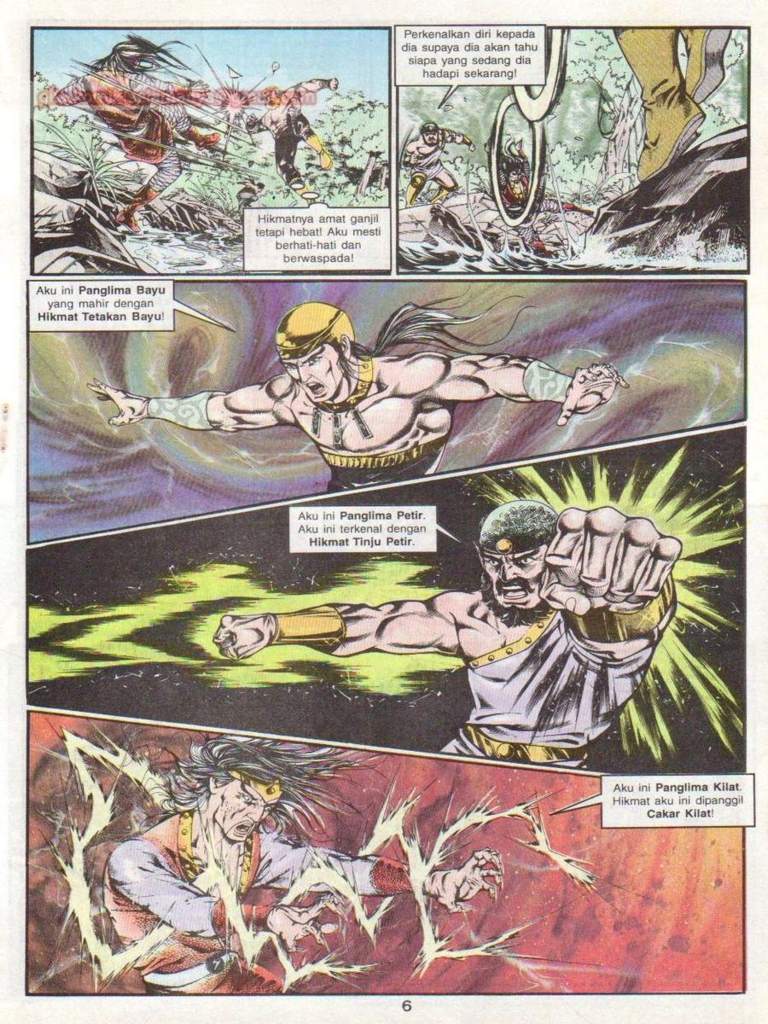 Hikmatnya amat ganjil
tetapi hebat! Aku mesti
berhati-hati dan
berwaspada!
Perkenalkan diri kepada
dia supaya dia akan tahu
siapa yang sedang dia
hadapi sekarang!
Aku ini Panglima Bayu
yang mahir dengan
Hikmat Tetakan Bayu!
Aku ini Panglima Petir.
Aku ini terkenal dengan
Hikmat Tinju Petir.
Aku ini Panglima Kilat.
Hikmat aku ini dipanggil
Cakar Kilat!
6